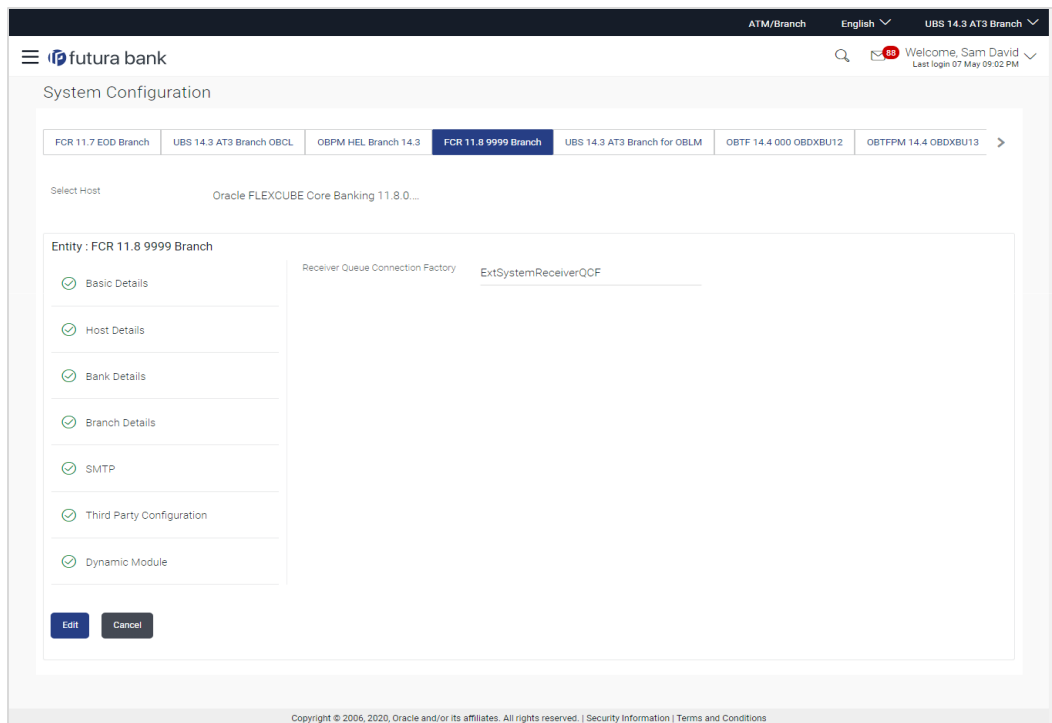 ATM/Branch English UBS 14.3 AT3 Branch
futura bank 88 Welcome, Sam David
Last login 07 May 09:02 PM
System Configuration
FCR 11.7 EOD Branch UBS 14.3 AT3 Branch OBCL OBPM HEL Branch 14.3 FCR 11.8 9999 Branch UBS 14.3 AT3 Branch for OBLM OBTF 14.4 000 OBDXBU12 OBTFPM 14.4 OBDXBU13
Select Host Oracle FLEXCUBE Core Banking 11.8.0....
Entity : FCR 11.8 9999 Branch
Receiver Queue Connection Factory ExtSystemReceiverQCF
Basic Details
Host Details
Bank Details
Branch Details
SMTP
Third Party Configuration
Dynamic Module
Edit Cancel
Copyright © 2006, 2020, Oracle and/or its affiliates. All rights reserved. | Security Information | Terms and Conditions